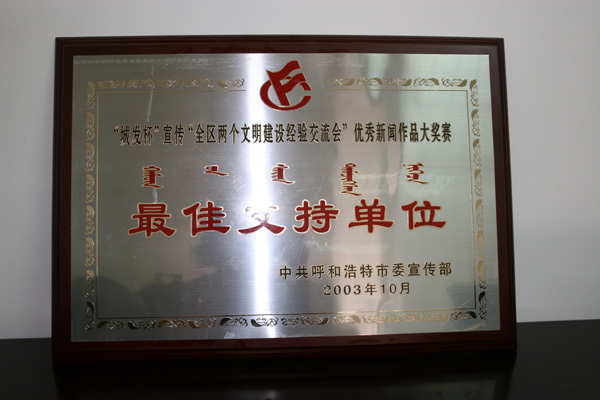 “城发杯”宣传“全区两个文明建设经验交流会”优秀新闻作品大奖赛
最佳支持单位
中共呼和浩特市委宣传部
2003年10月